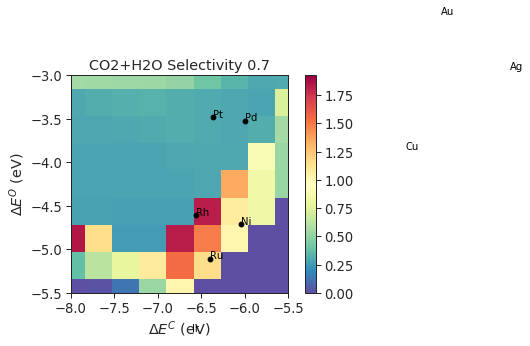 Au
CO2+H2O Selectivity 0.7
Ag
−3.0
1.75
−3.5
Pt
Pd
1.50
Cu
1.25
−4.0
1.00
ΔE^O (eV)
−4.5
Rh
Ni
0.75
−5.0
Ru
0.50
0.25
−5.5
0.00
−8.0 −7.5 −7.0 −6.5 −6.0 −5.5
ΔE^C (eV)
Ir